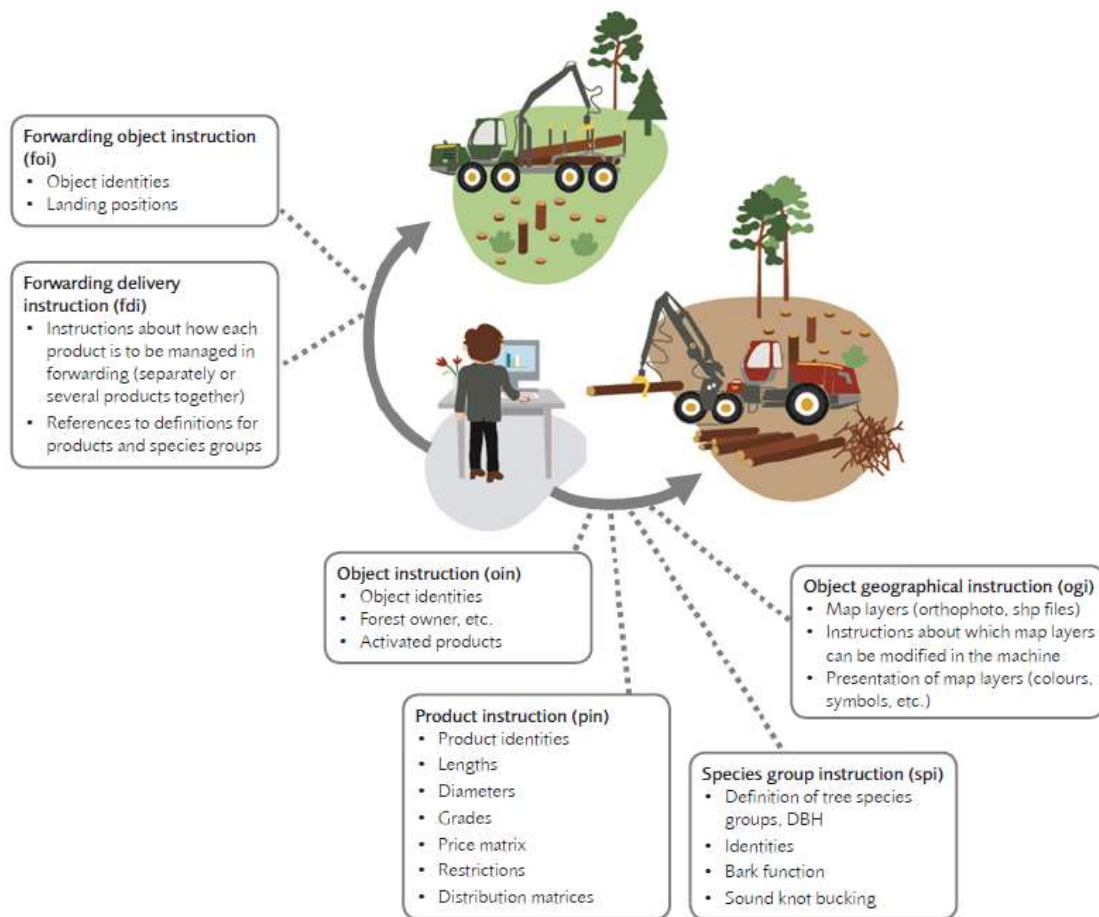 Forwarding object instruction
(foi)
• Object identities
• Landing positions
Forwarding delivery
instruction (fdi)
• Instructions about how each
product is to be managed in
forwarding (separately or
several products together)
• References to definitions for
products and species groups
Object instruction (oin)
• Object identities
• Forest owner, etc.
• Activated products
Object geographical instruction (ogi)
• Map layers (orthophoto, shp files)
• Instructions about which map layers
can be modified in the machine
• Presentation of map layers (colours,
symbols, etc.)
Product instruction (pin)
• Product identities
• Lengths
• Diameters
• Grades
• Price matrix
• Restrictions
• Distribution matrices
Species group instruction (spi)
• Definition of tree species
groups, DBH
• Identities
• Bark function
• Sound knot bucking